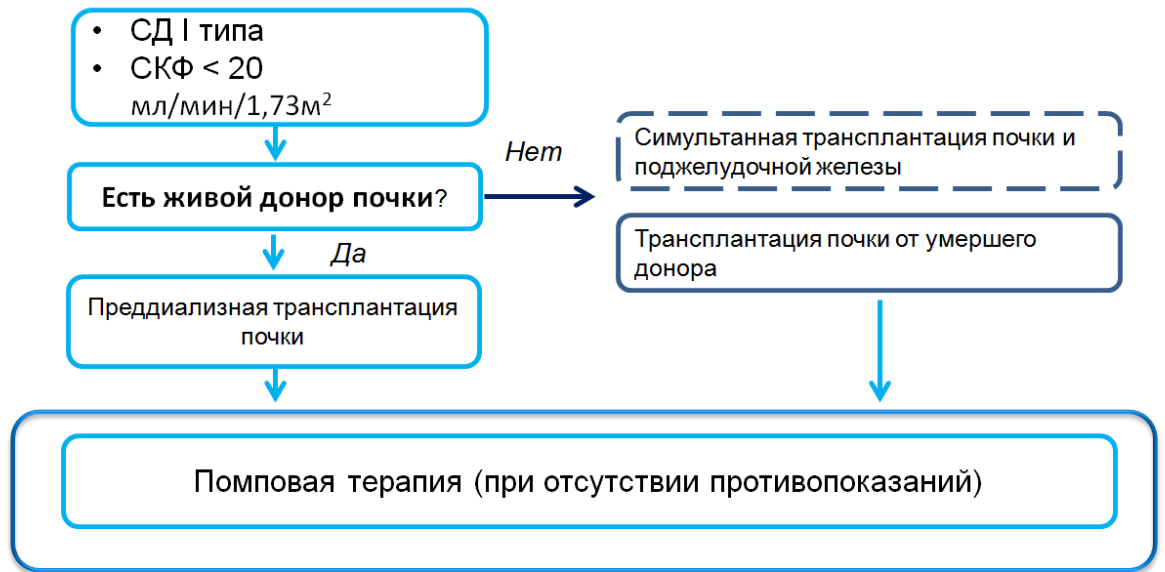 • СД I типа
• СКФ < 20
мл/мин/1,73м²
Есть живой донор почки?
Нет
Симультанная трансплантация почки и
поджелудочной железы
Трансплантация почки от умершего
донора
Да
Преддиализная трансплантация
почки
Помповая терапия (при отсутствии противопоказаний)